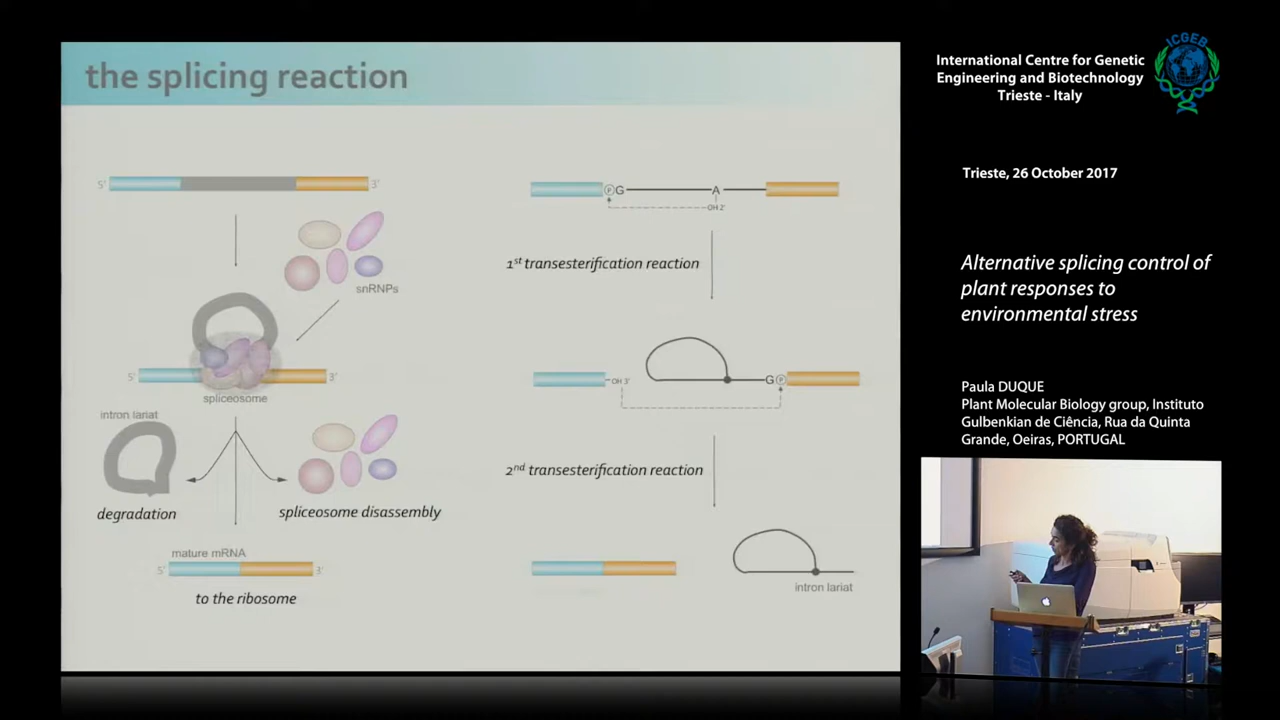 the splicing reaction
5'
3'
snRNPs
5'
3'
spliceosome
intron lariat
degradation
spliceosome disassembly
mature mRNA
5'
3'
to the ribosome
P G
A
OH 2'
1st transesterification reaction
OH 3'
G P
2nd transesterification reaction
intron lariat
International Centre for Genetic
Engineering and Biotechnology
Trieste - Italy
ICGEB
Trieste, 26 October 2017
Alternative splicing control of
plant responses to
environmental stress
Paula DUQUE
Plant Molecular Biology group, Instituto
Gulbenkian de Ciência, Rua da Quinta
Grande, Oeiras, PORTUGAL